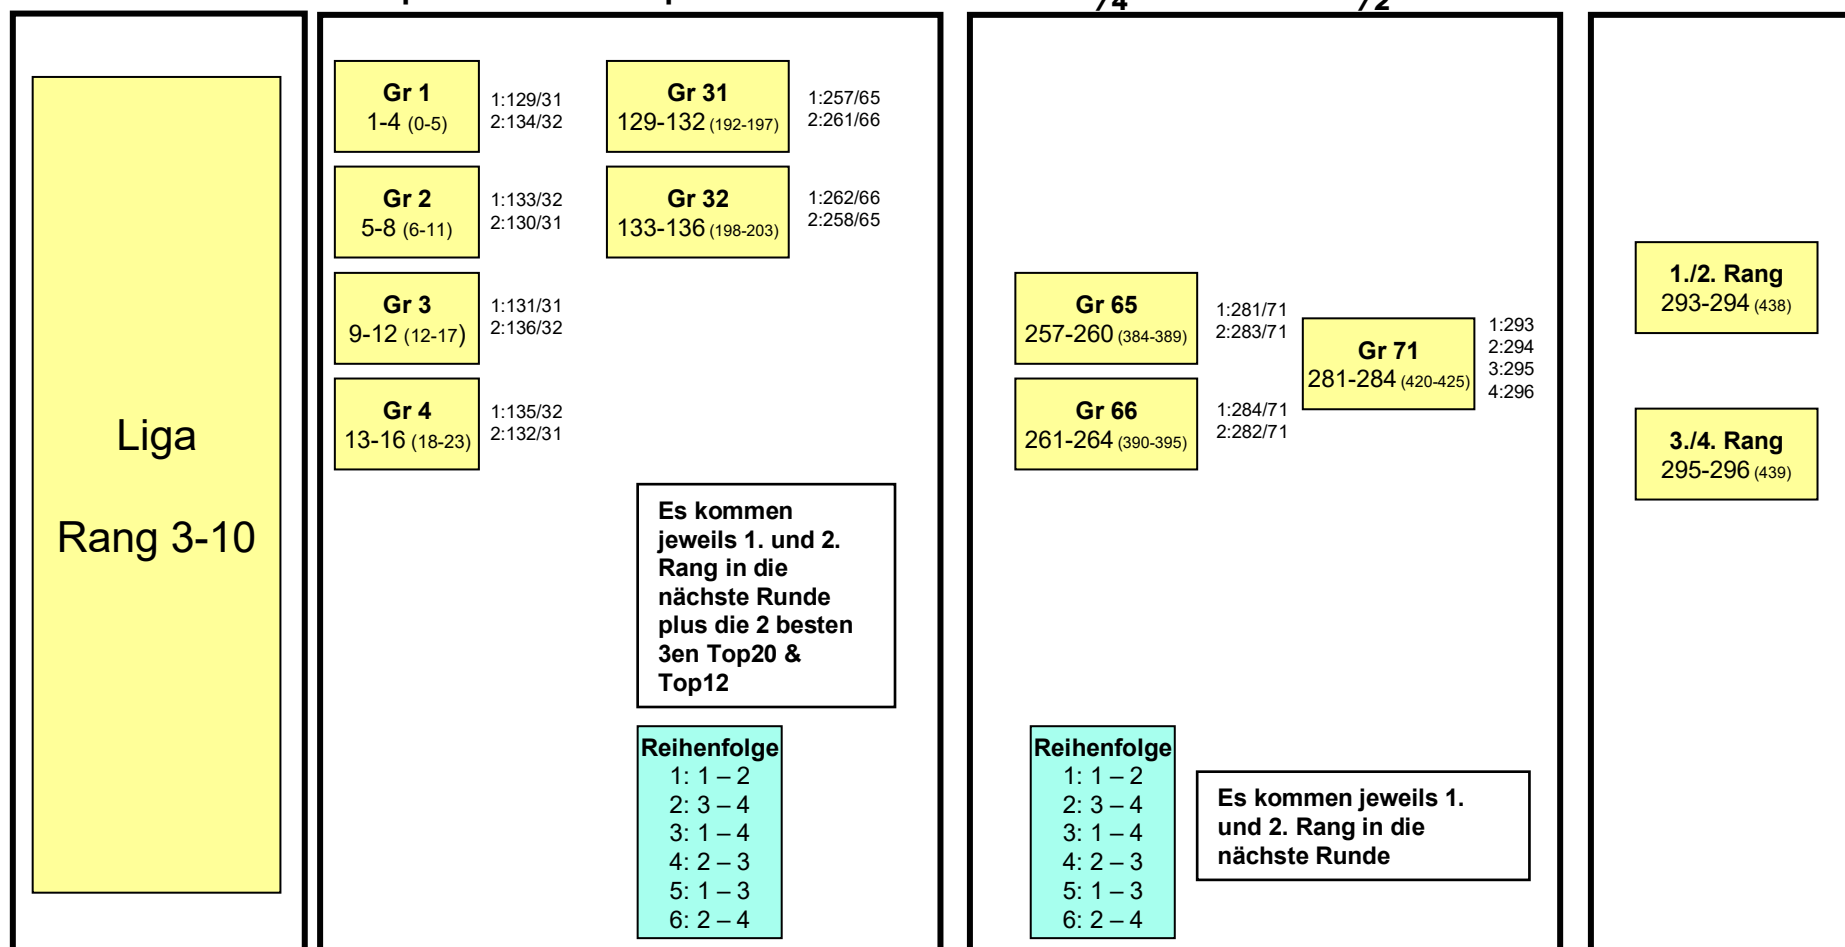 Liga
Rang 3-10
Gr 1
1-4 (0-5)
1:129/31
2:134/32
Gr 2
5-8 (6-11)
1:133/32
2:130/31
Gr 3
9-12 (12-17)
1:131/31
2:136/32
Gr 4
13-16 (18-23)
1:135/32
2:132/31
Gr 31
129-132 (192-197)
1:257/65
2:261/66
Gr 32
133-136 (198-203)
1:262/66
2:258/65
Es kommen
jeweils 1. und 2.
Rang in die
nächste Runde
plus die 2 besten
3en Top20 &
Top12
Reihenfolge
1: 1 – 2
2: 3 – 4
3: 1 – 4
4: 2 – 3
5: 1 – 3
6: 2 – 4
Gr 65
257-260 (384-389)
1:281/71
2:283/71
Gr 66
261-264 (390-395)
1:284/71
2:282/71
Gr 71
281-284 (420-425)
1:293
2:294
3:295
4:296
Reihenfolge
1: 1 – 2
2: 3 – 4
3: 1 – 4
4: 2 – 3
5: 1 – 3
6: 2 – 4
Es kommen jeweils 1.
und 2. Rang in die
nächste Runde
1./2. Rang
293-294 (438)
3./4. Rang
295-296 (439)